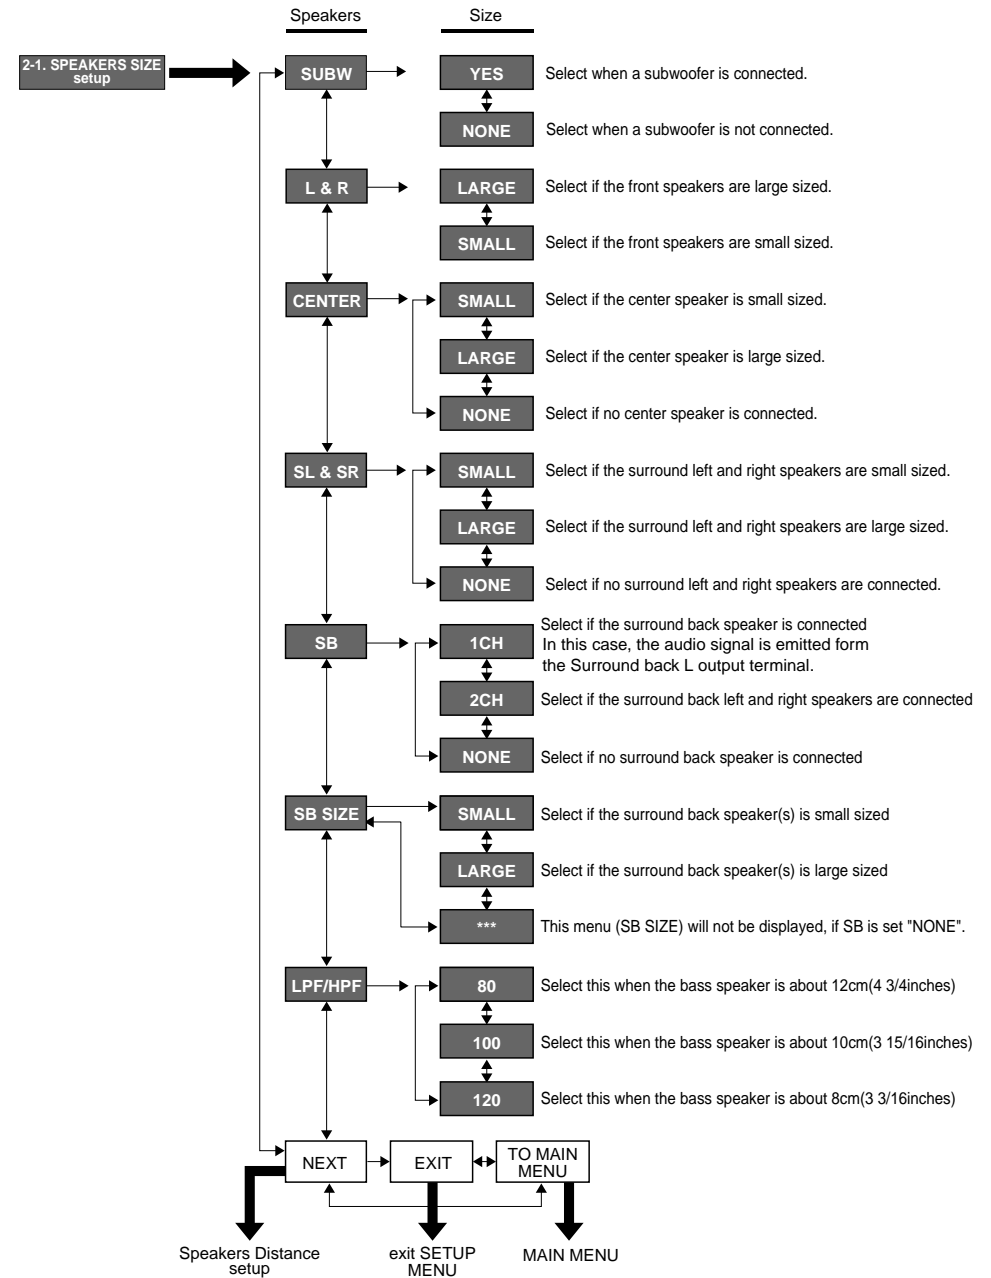 Speakers
Size
2-1. SPEAKERS SIZE
setup
SUBW
YES
Select when a subwoofer is connected.
NONE
Select when a subwoofer is not connected.
L & R
LARGE
Select if the front speakers are large sized.
SMALL
Select if the front speakers are small sized.
CENTER
SMALL
Select if the center speaker is small sized.
LARGE
Select if the center speaker is large sized.
NONE
Select if no center speaker is connected.
SL & SR
SMALL
Select if the surround left and right speakers are small sized.
LARGE
Select if the surround left and right speakers are large sized.
NONE
Select if no surround left and right speakers are connected.
SB
1CH
Select if the surround back speaker is connected
In this case, the audio signal is emitted form
the Surround back L output terminal.
2CH
Select if the surround back left and right speakers are connected
NONE
Select if no surround back speaker is connected
SB SIZE
SMALL
Select if the surround back speaker(s) is small sized
LARGE
Select if the surround back speaker(s) is large sized
***
This menu (SB SIZE) will not be displayed, if SB is set "NONE".
LPF/HPF
80
Select this when the bass speaker is about 12cm(4 3/4inches)
100
Select this when the bass speaker is about 10cm(3 15/16inches)
120
Select this when the bass speaker is about 8cm(3 3/16inches)
NEXT
EXIT
TO MAIN
MENU
Speakers Distance
setup
exit SETUP
MENU
MAIN MENU